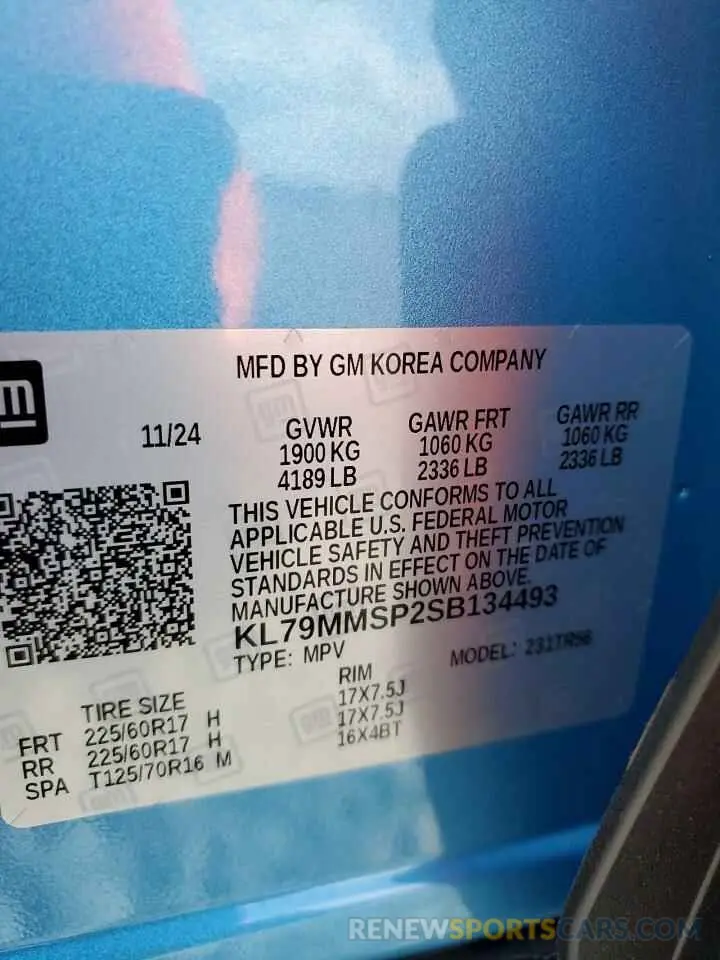 gm
MFD BY GM KOREA COMPANY
11/24
GVWR GAWR FRT GAWR RR
1900 KG 1060 KG 1060 KG
4189 LB 2336 LB 2336 LB
THIS VEHICLE CONFORMS TO ALL
APPLICABLE U.S. FEDERAL MOTOR
VEHICLE SAFETY AND THEFT PREVENTION
STANDARDS IN EFFECT ON THE DATE OF
MANUFACTURE SHOWN ABOVE.
KL79MMSP2SB134493
TYPE: MPV MODEL: 231TR56
TIRE SIZE RIM
FRT 225/60R17 H 17X7.5J
RR 225/60R17 H 17X7.5J
SPA T125/70R16 M 16X4BT
RENEWSPORTSCARS.COM